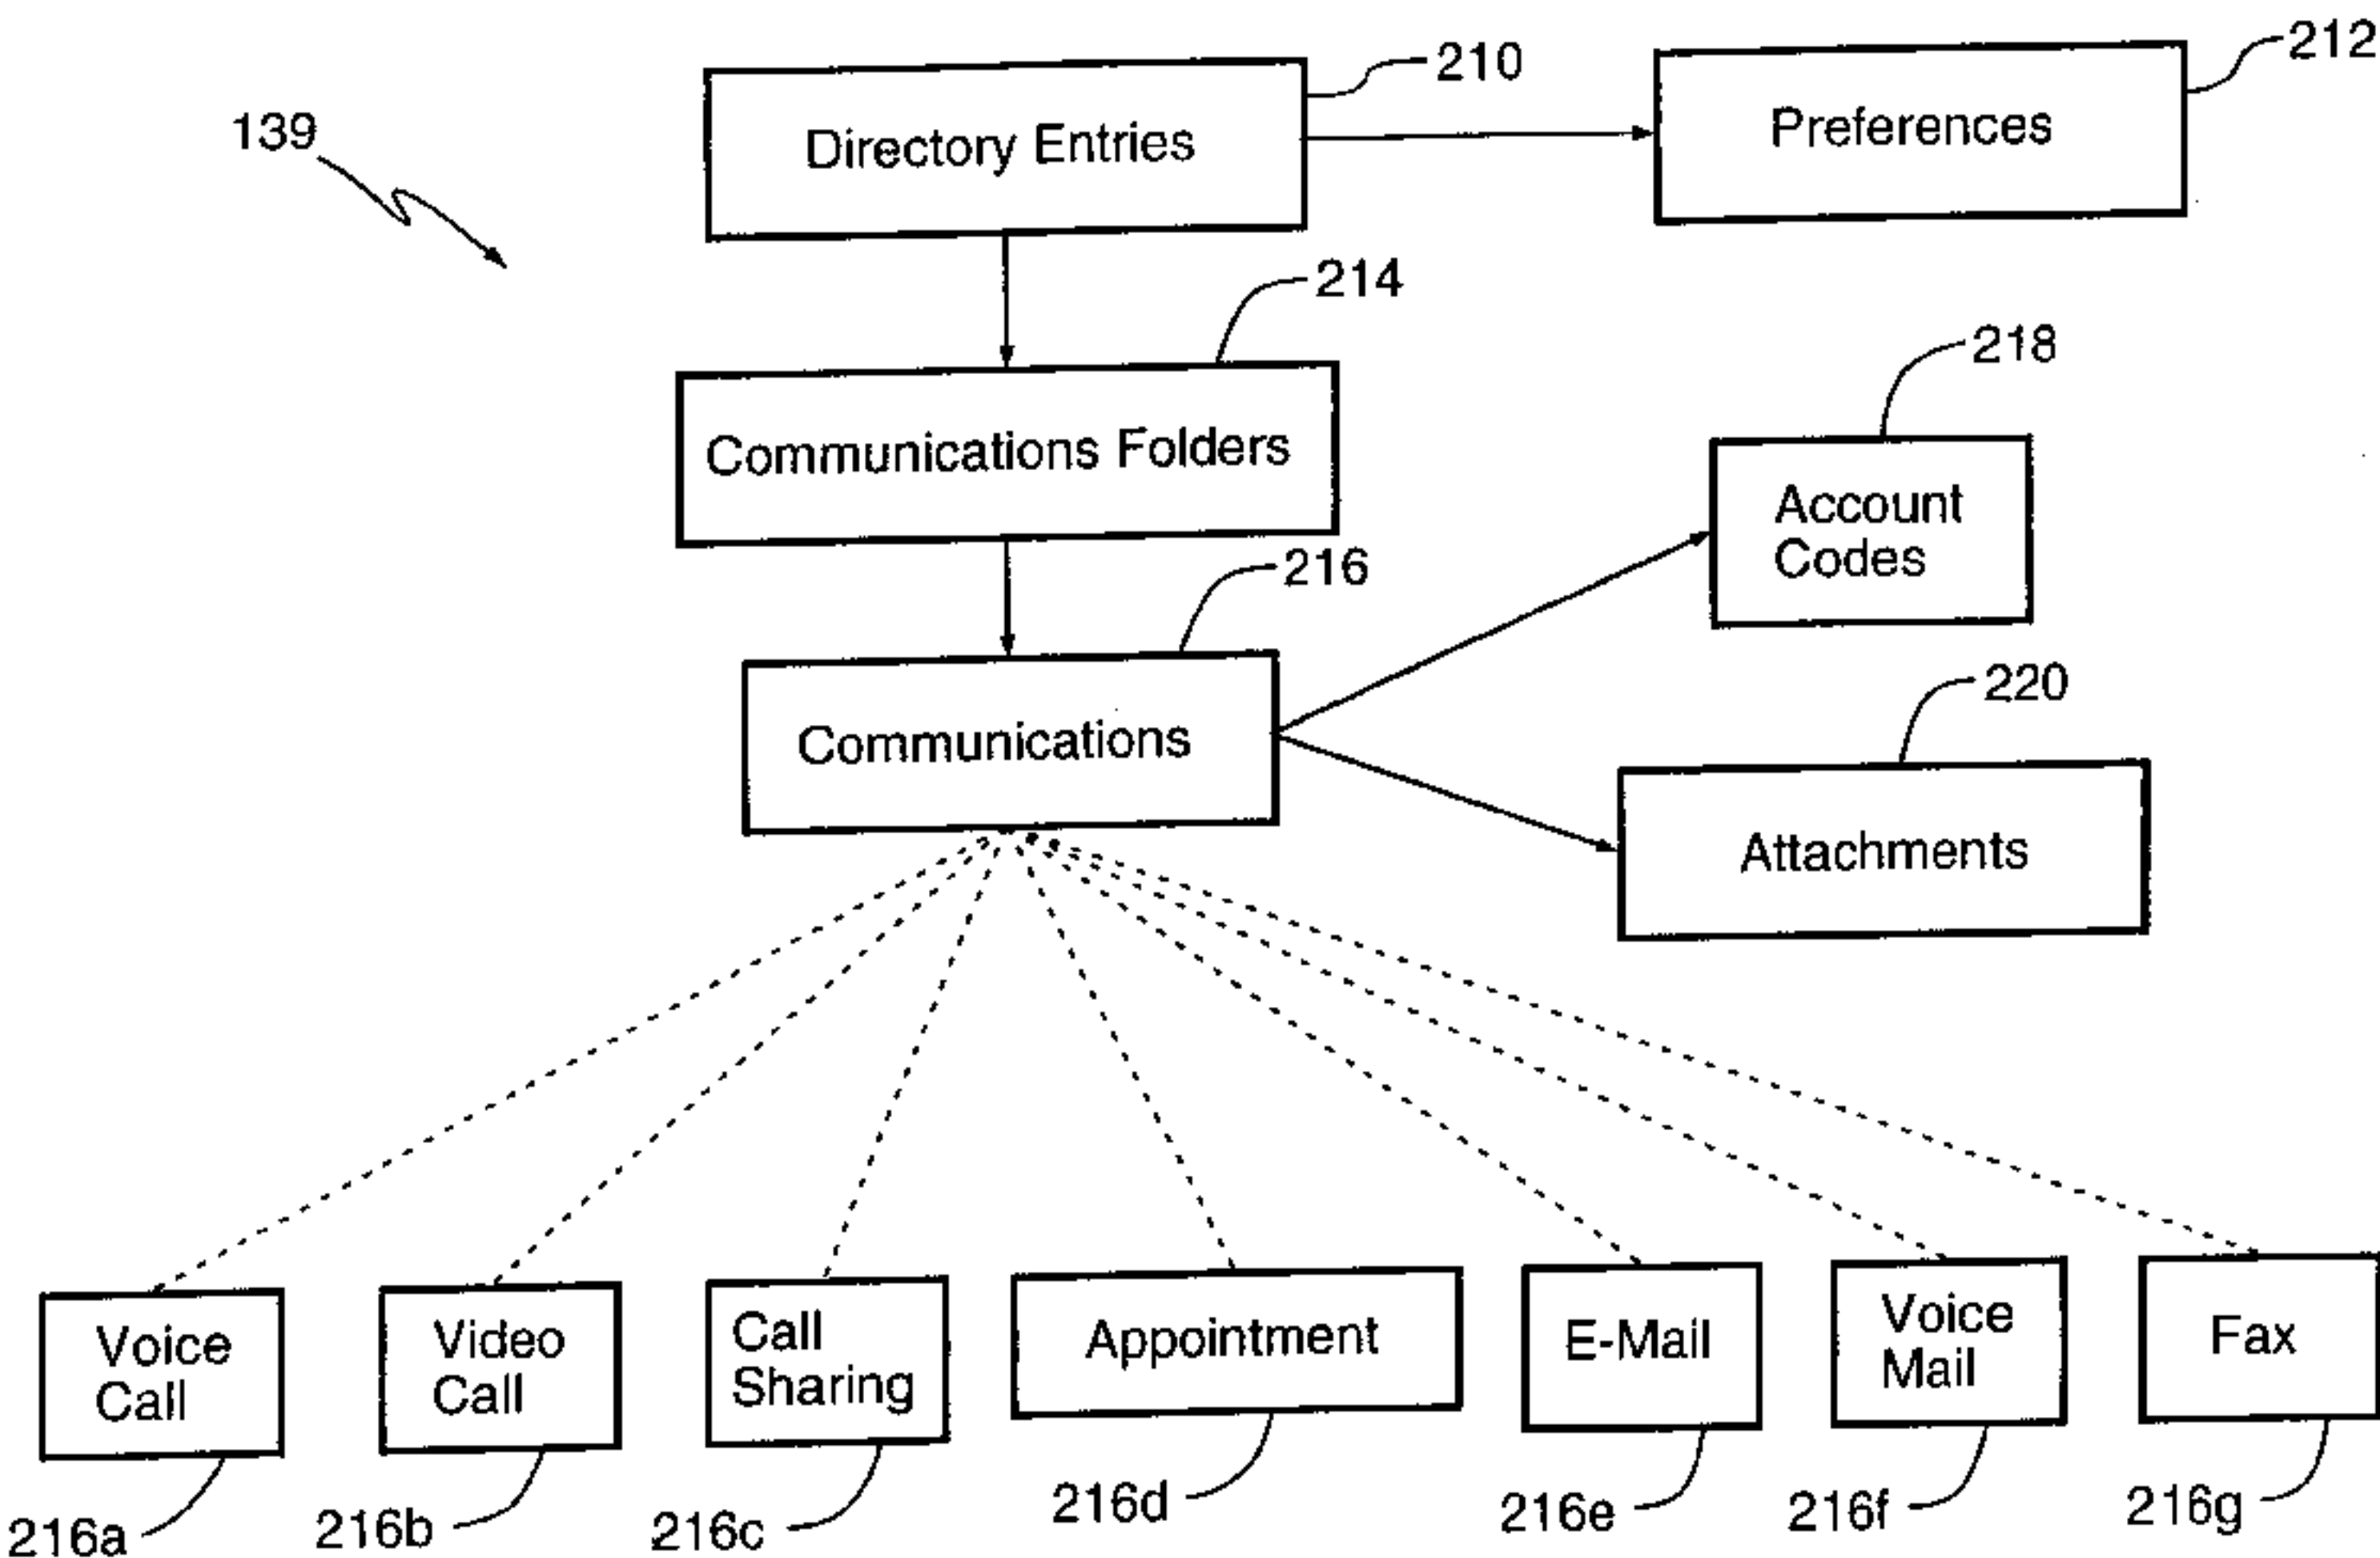 210
212
139
Directory Entries
Preferences
214
218
Communications Folders
Account
Codes
216
220
Communications
Attachments
Voice
Call
Video
Call
Call
Sharing
Appointment
E-Mail
Voice
Mail
Fax
216a
216b
216c
216d
216e
216f
216g